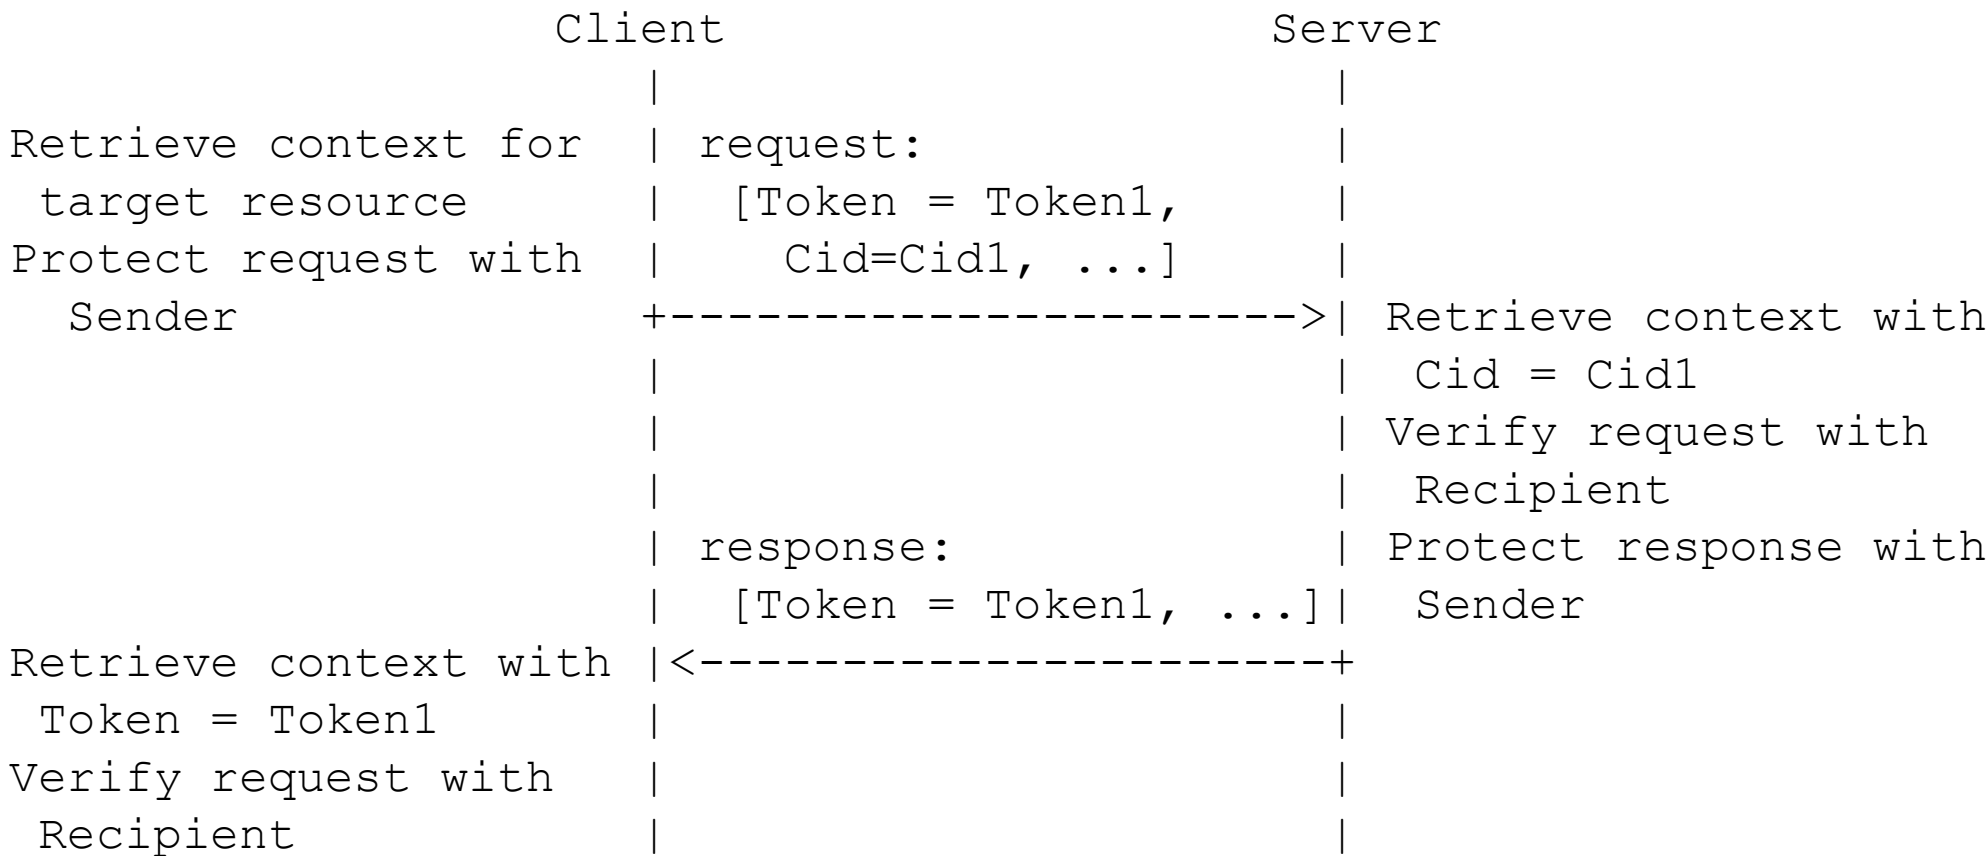 Client                   Server
                      |                       |
Retrieve context for  | request:              |
 target resource      |  [Token = Token1,     |
Protect request with  |    Cid=Cid1, ...]     |
  Sender              +---------------------->| Retrieve context with
                      |                       |  Cid = Cid1
                      |                       | Verify request with
                      |                       |  Recipient
                      | response:             | Protect response with
                      |  [Token = Token1, ...]|  Sender
Retrieve context with |<----------------------+
 Token = Token1       |                       |
Verify request with   |                       |
 Recipient            |                       |